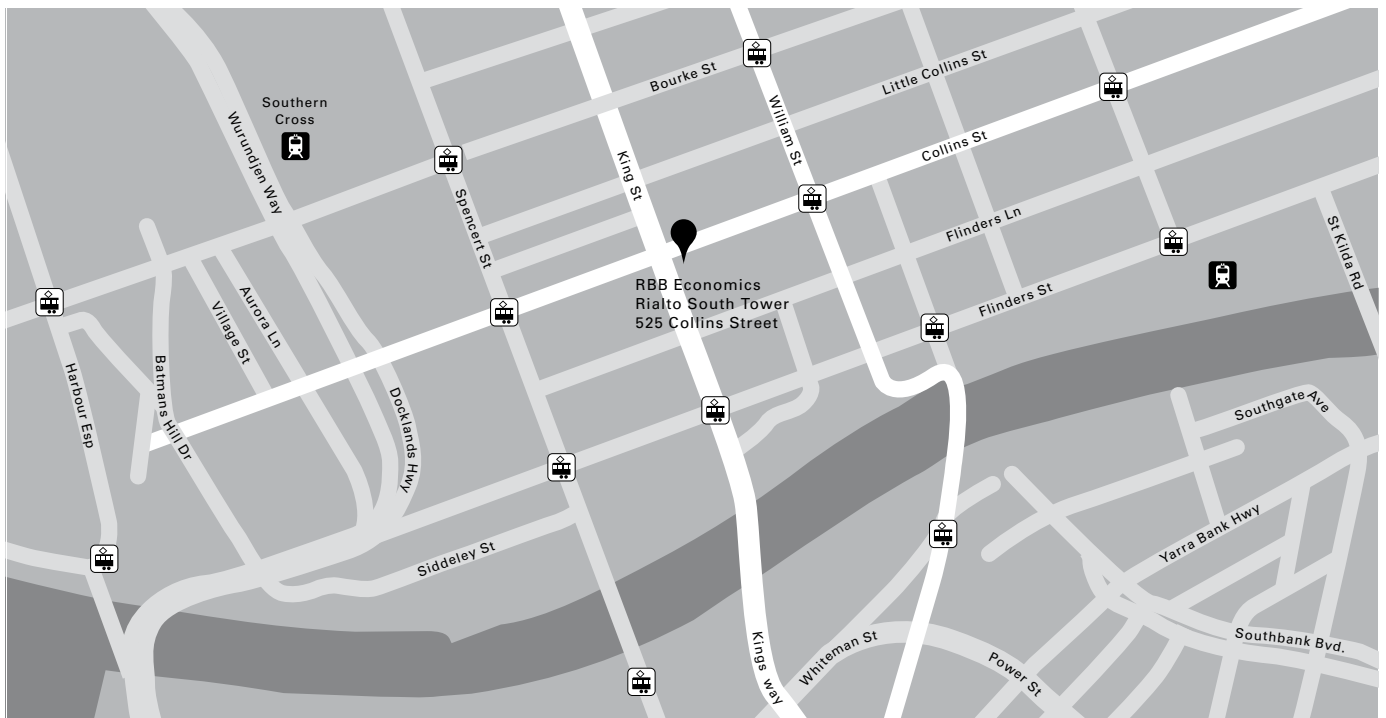 Bourke St
Little Collins St
Southern
Cross
Wurundjen Way
William St
Collins St
King St
Spencert St
Flinders Ln
St Kilda Rd
RBB Economics
Rialto South Tower
525 Collins Street
Flinders St
Aurora Ln
Village St
Batmans Hill Dr
Harbour Esp
Docklands Hwy
Southgate Ave
Yarra Bank Hwy
Siddeley St
Kings way
Whiteman St
Power St
Southbank Bvd.